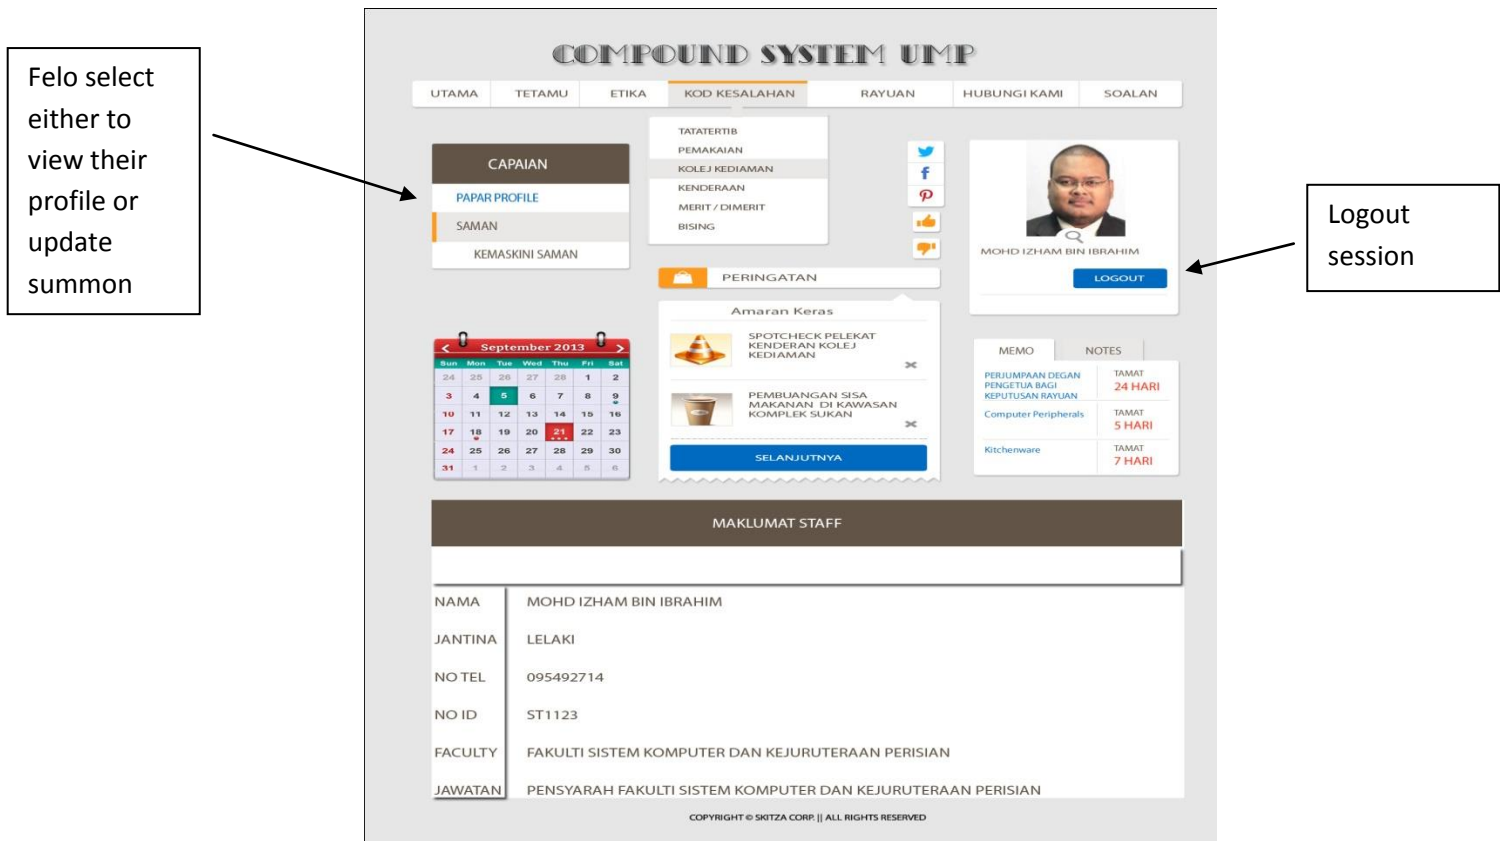 Felo select
either to
view their
profile or
update
summon
COMPOUND SYSTEM UMP
UTAMA TETAMU ETIKA KOD KESALAHAN RAYUAN HUBUNGI KAMI SOALAN
TATATERTIB
PEMAKAIAN
KOLEJ KEDIAMAN
KENDERAAN
MERIT / DIMERIT
BISING
CAPAIAN
PAPAR PROFILE
SAMAN
KEMASKINI SAMAN
MOHD IZHAM BIN IBRAHIM
LOGOUT
Logout
session
PERINGATAN
Amaran Keras
SPOTCHECK PELEKAT
KENDERAN KOLEJ
KEDIAMAN
PEMBUANGAN SISA
MAKANAN DI KAWASAN
KOMPLEK SUKAN
SELANJUTNYA
September 2013
Sun Mon Tue Wed Thu Fri Sat
24 25 26 27 28 1 2
3 4 5 6 7 8 9
10 11 12 13 14 15 16
17 18 19 20 21 22 23
24 25 26 27 28 29 30
31 1 2 3 4 5 6
MEMO NOTES
PERJUMPAAN DEGAN
PENGETUA BAGI
KEPUTUSAN RAYUAN
TAMAT
24 HARI
Computer Peripherals
TAMAT
5 HARI
Kitchenware
TAMAT
7 HARI
MAKLUMAT STAFF
NAMA MOHD IZHAM BIN IBRAHIM
JANTINA LELAKI
NO TEL 095492714
NO ID ST1123
FACULTY FAKULTI SISTEM KOMPUTER DAN KEJURUTERAAN PERISIAN
JAWATAN PENSYARAH FAKULTI SISTEM KOMPUTER DAN KEJURUTERAAN PERISIAN
COPYRIGHT © SKITZA CORP. || ALL RIGHTS RESERVED